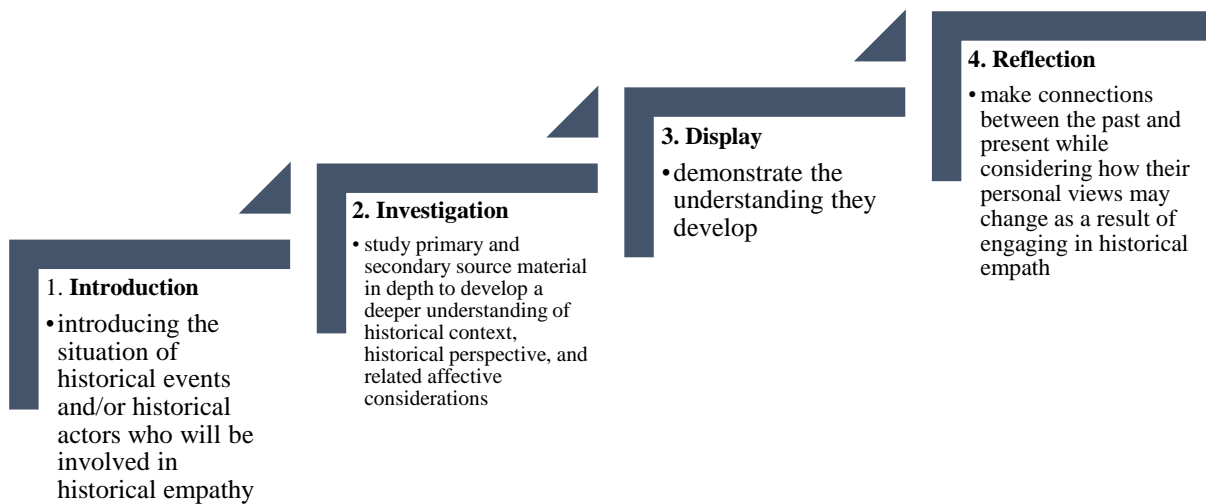 1. Introduction
•introducing the
situation of
historical events
and/or historical
actors who will be
involved in
historical empathy
2. Investigation
• study primary and
secondary source material
in depth to develop a
deeper understanding of
historical context,
historical perspective, and
related affective
considerations
3. Display
•demonstrate the
understanding they
develop
4. Reflection
• make connections
between the past and
present while
considering how their
personal views may
change as a result of
engaging in historical
empath